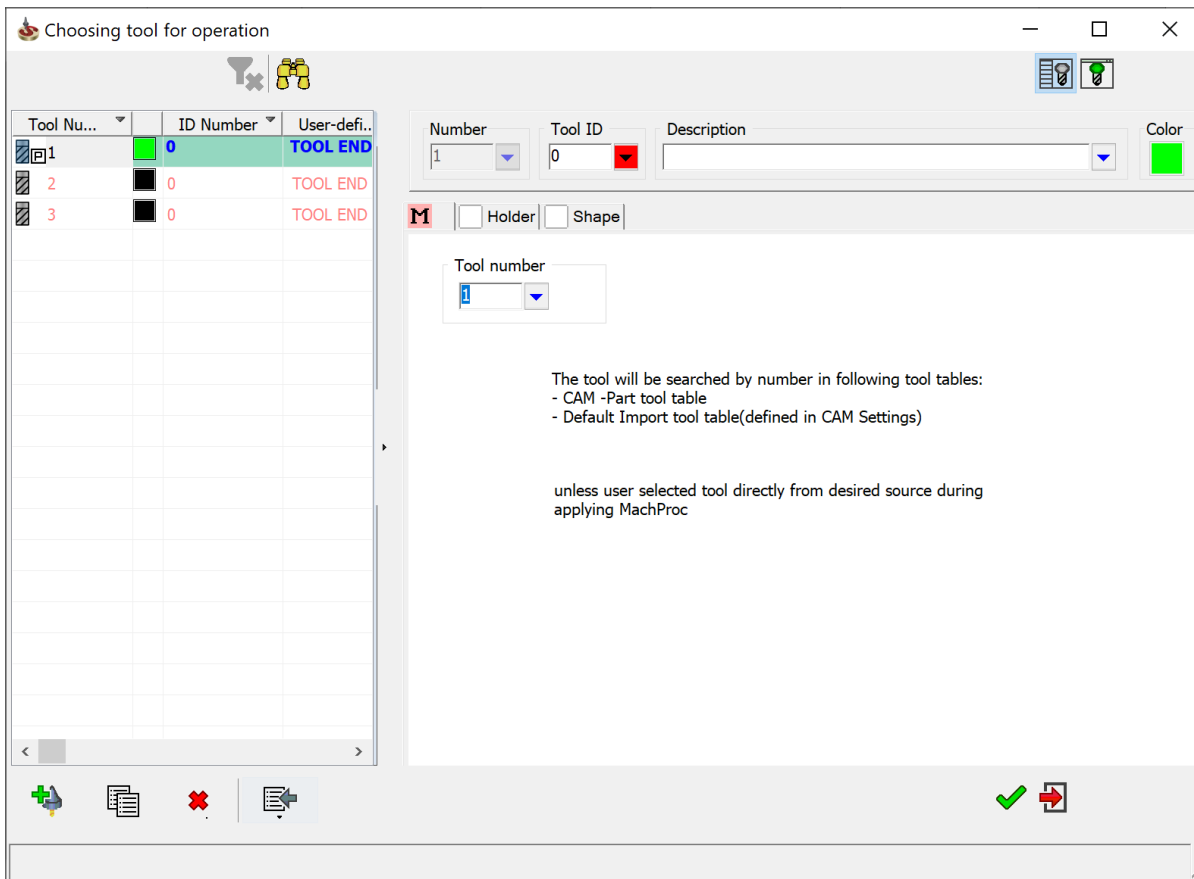 Choosing tool for operation
Tool Nu... ID Number User-defi..
P 1 0 TOOL END
2 0 TOOL END
3 0 TOOL END
Number Tool ID Description Color
1 0
M Holder Shape
Tool number
1
The tool will be searched by number in following tool tables:
- CAM -Part tool table
- Default Import tool table(defined in CAM Settings)
unless user selected tool directly from desired source during
applying MachProc